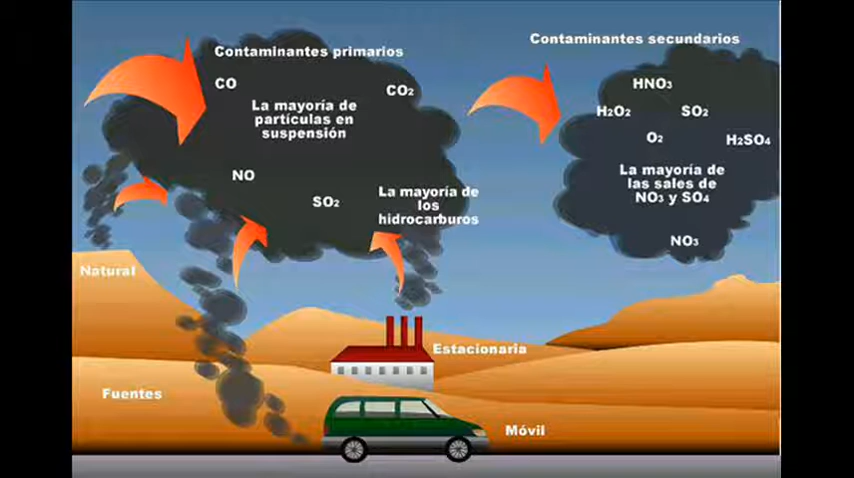 Contaminantes primarios
CO
CO2
La mayoría de
partículas en
suspensión
NO
SO2
La mayoría de
los
hidrocarburos
Contaminantes secundarios
HNO3
H2O2
SO2
O2
H2SO4
La mayoría de
las sales de
NO3 y SO4
NO3
Natural
Estacionaria
Fuentes
Móvil